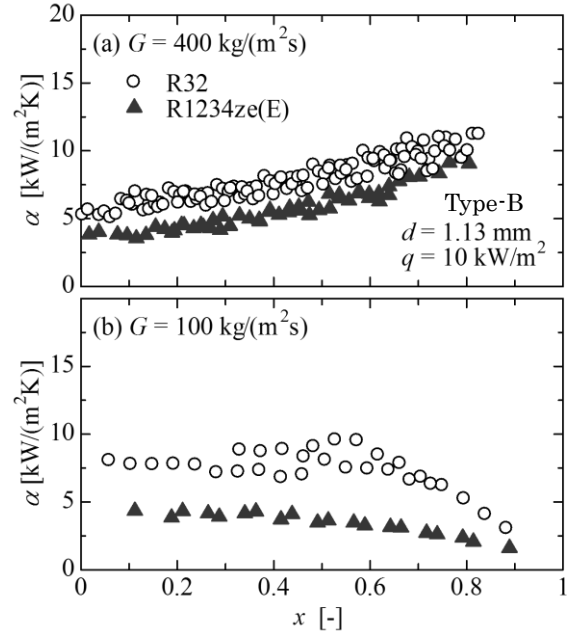 20
15
10
5
0
α [kW/(m²K)]
(a) G = 400 kg/(m²s)
R32
R1234ze(E)
Type-B
d = 1.13 mm
q = 10 kW/m²
15
10
5
0
α [kW/(m²K)]
(b) G = 100 kg/(m²s)
0 0.2 0.4 0.6 0.8 1
x [-]